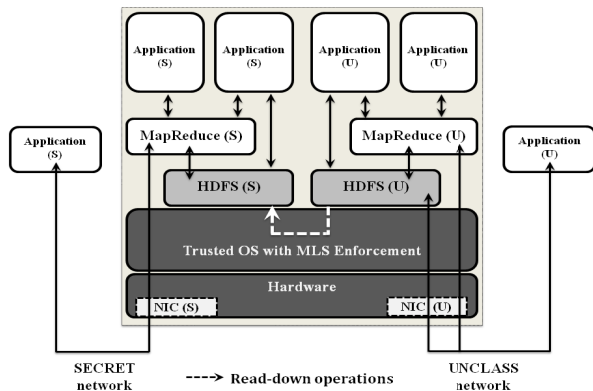 Application
(S)
Application
(S)
Application
(U)
Application
(U)
MapReduce (S)
MapReduce (U)
Application
(S)
Application
(U)
HDFS (S)
HDFS (U)
Trusted OS with MLS Enforcement
Hardware
NIC (S)
NIC (U)
SECRET
network
Read-down operations
UNCLASS
network